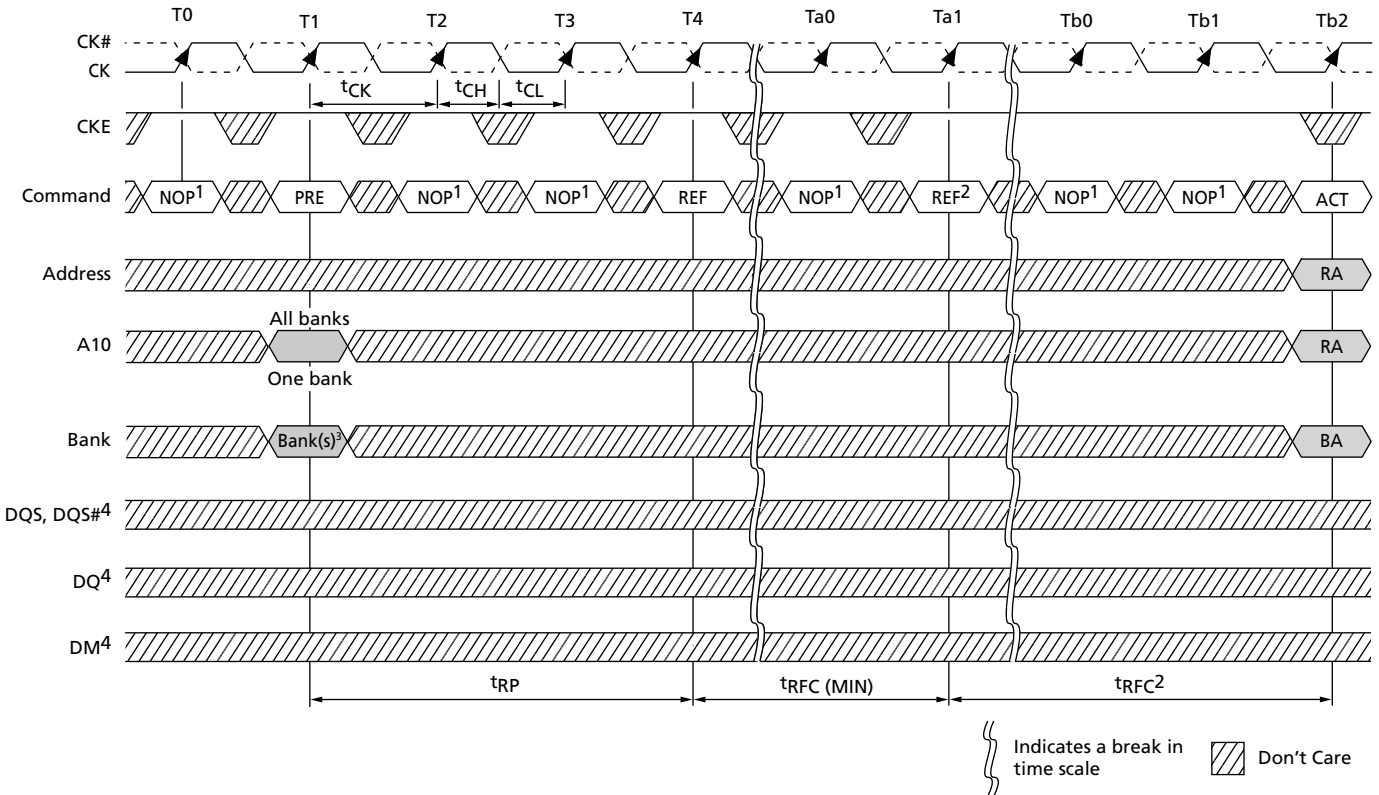 T0 T1 T2 T3 T4 Ta0 Ta1 Tb0 Tb1 Tb2
CK#
CK
tCK tCH tCL
CKE
Command NOP1 PRE NOP1 NOP1 REF NOP1 REF2 NOP1 NOP1 ACT
Address RA
All banks
A10 RA
One bank
Bank Bank(s)3 BA
DQS, DQS#4
DQ4
DM4
tRP tRFC (MIN) tRFC2
Indicates a break in
time scale
Don't Care